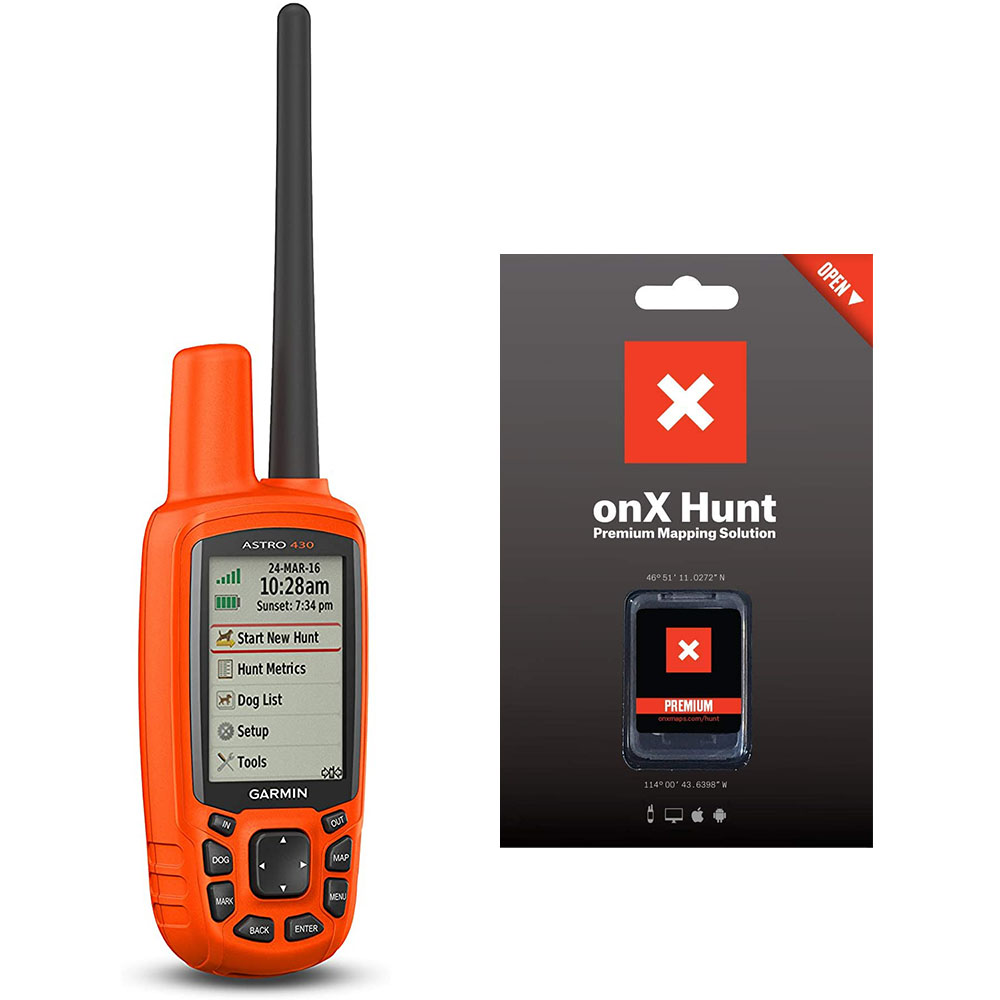 ASTRO 430
24-MAR-16
10:28am
Sunset: 7:34 pm
Start New Hunt
Hunt Metrics
Dog List
Setup
Tools
GARMIN
IN
OUT
DOG
MAP
MARK
MENU
BACK
ENTER
OPEN
onX Hunt
Premium Mapping Solution
46° 51' 11.0272" N
PREMIUM
onxmaps.com/hunt
114° 00' 43.6398" W